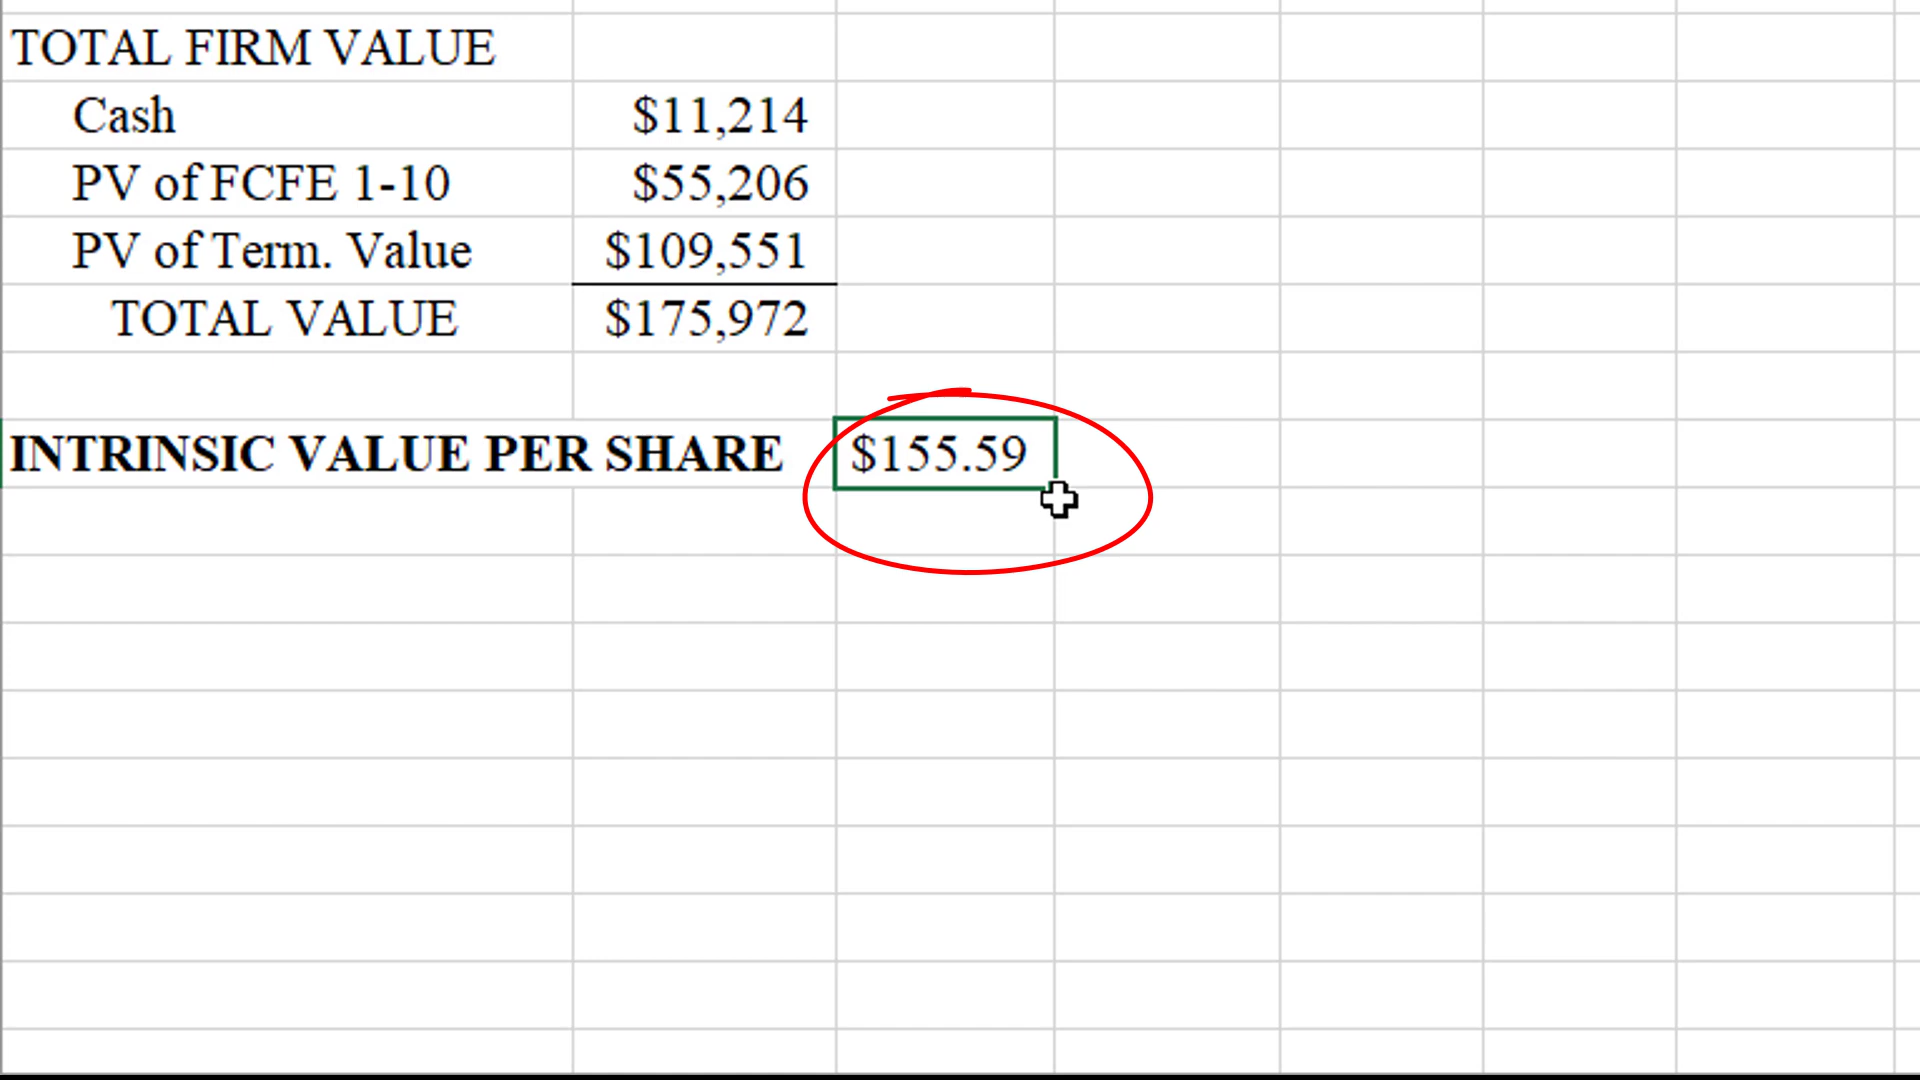 TOTAL FIRM VALUE
Cash $11,214
PV of FCFE 1-10 $55,206
PV of Term. Value $109,551
TOTAL VALUE $175,972
INTRINSIC VALUE PER SHARE $155.59